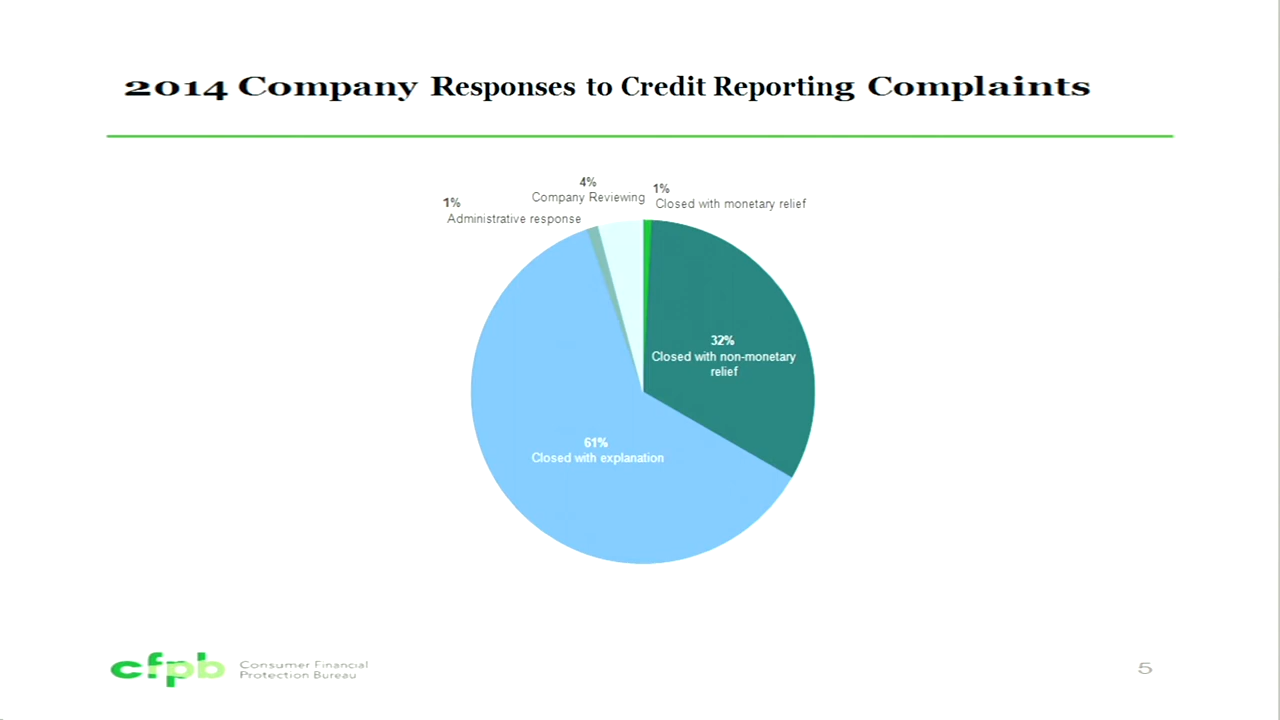 2014 Company Responses to Credit Reporting Complaints
4%
Company Reviewing
1%
Closed with monetary relief
1%
Administrative response
32%
Closed with non-monetary
relief
61%
Closed with explanation
cfpb
Consumer Financial
Protection Bureau
5